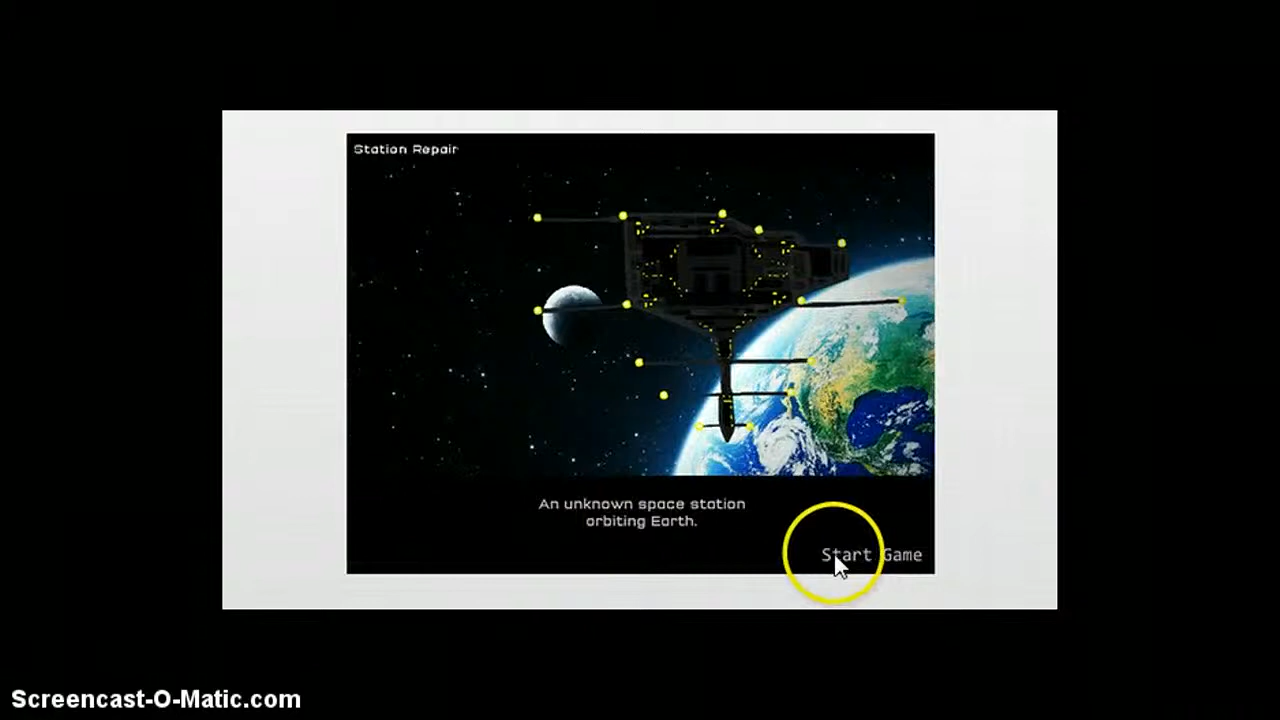 Station Repair
An unknown space station
orbiting Earth.
Start Game
Screencast-O-Matic.com